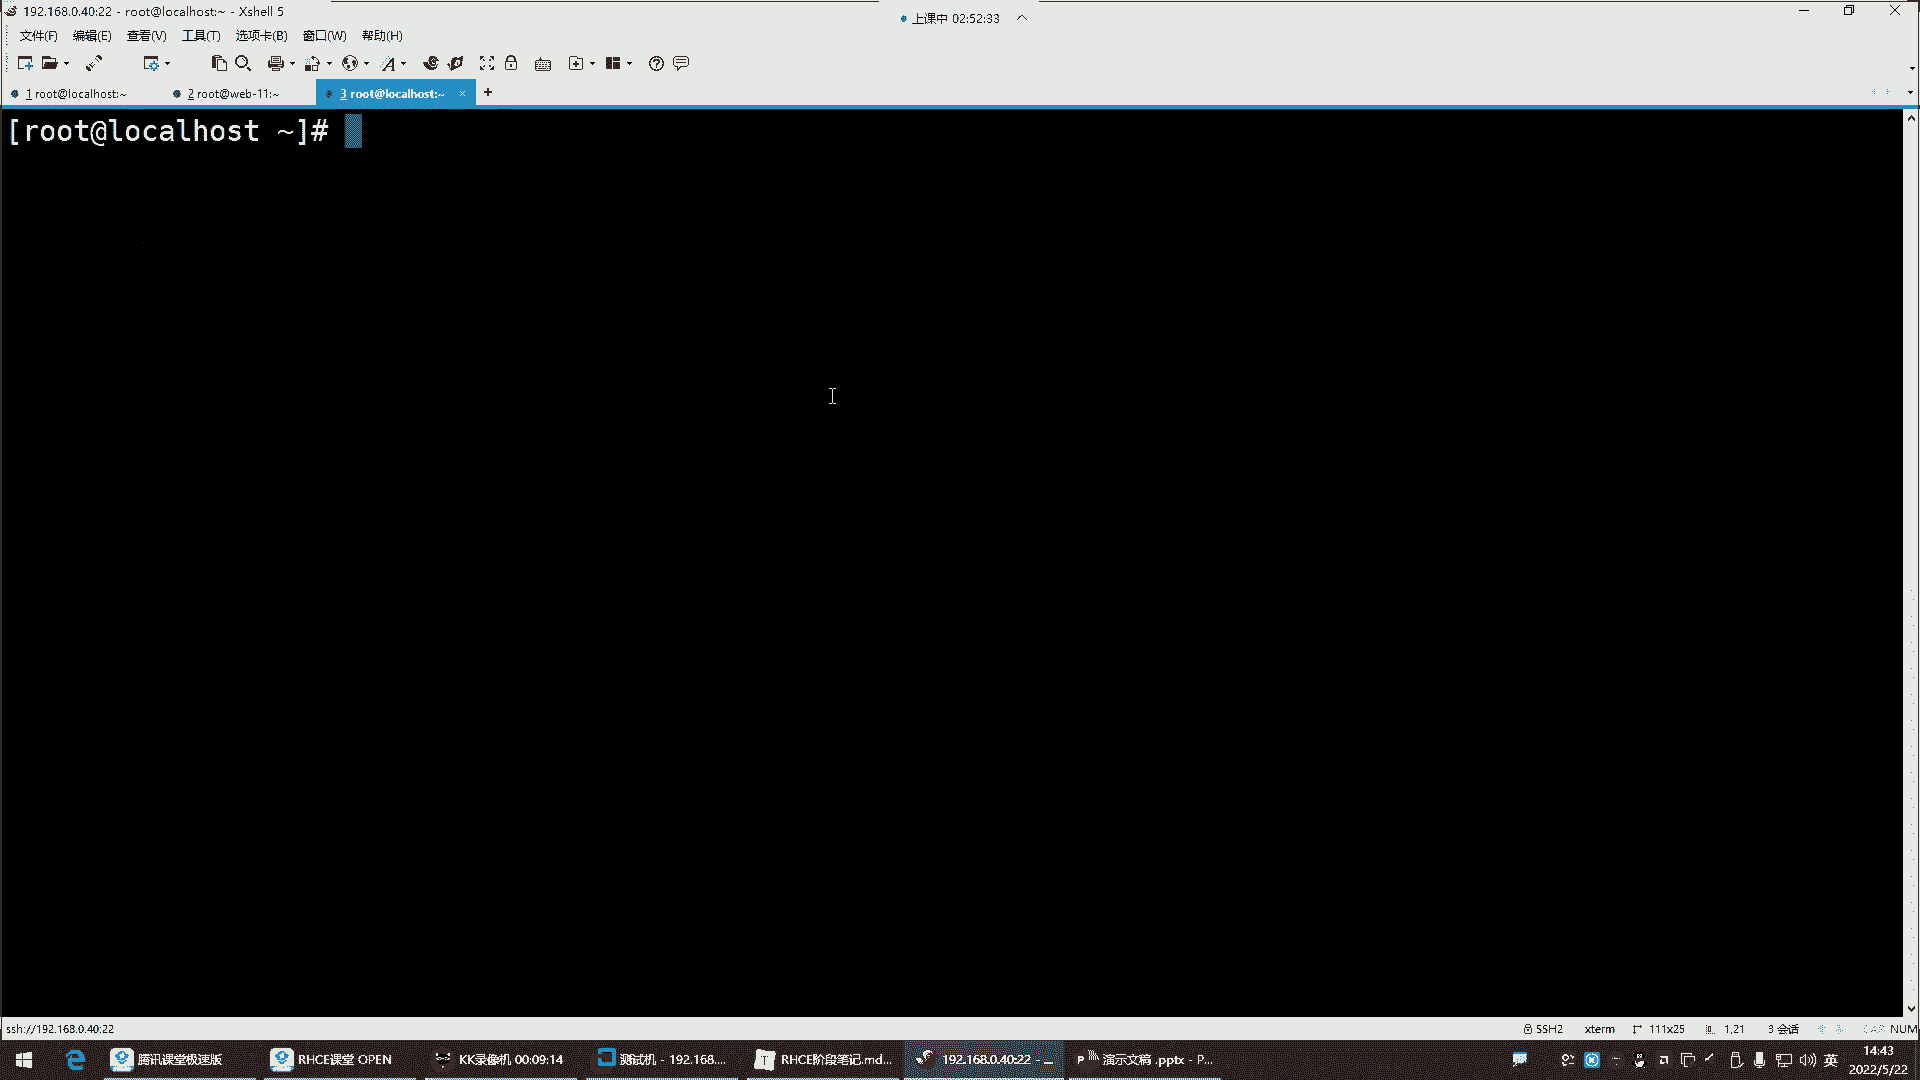 192.168.0.40:22 - root@localhost:~ - Xshell 5
上课中 02:52:33
文件(F) 编辑(E) 查看(V) 工具(T) 选项卡(B) 窗口(W) 帮助(H)
1 root@localhost:~ 2 root@web-11:~ 3 root@localhost:~ × +
[root@localhost ~]#
ssh://192.168.0.40:22 SSH2 xterm 111x25 1,21 3 会话 CAP NUM
腾讯课堂极速版 RHCE课堂 OPEN KK录像机 00:09:14 测试机 - 192.168.... RHCE阶段笔记.md... 192.168.0.40:22 - ... 演示文稿 .pptx - P... 英 14:43
2022/5/22